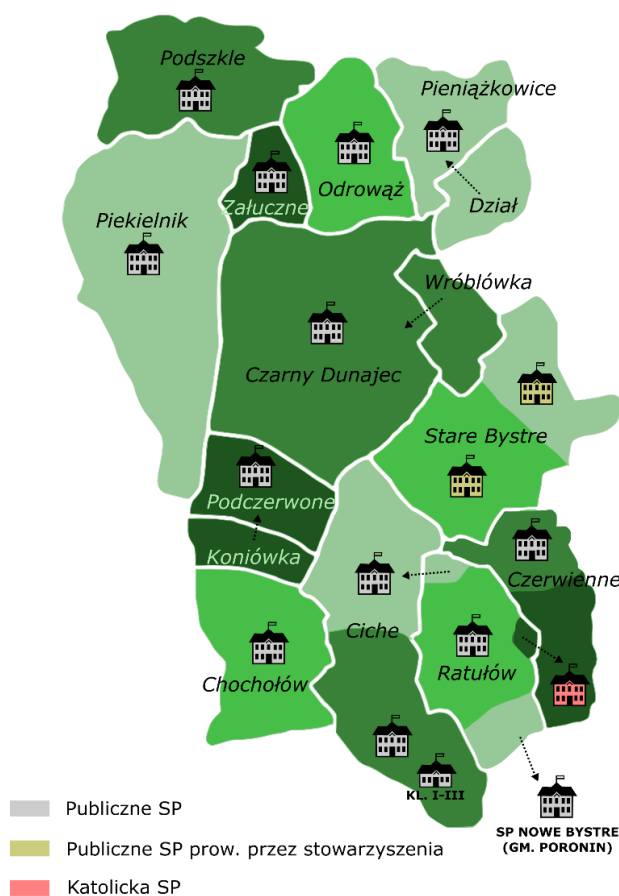 Podszkle
Pieniążkowice
Odrowąż
Załuczne
Dział
Piekielnik
Wróblówka
Czarny Dunajec
Stare Bystre
Podczerwone
Koniówka
Czerwienne
Ciche
Ratułów
Chochołów
KL. I-III
SP NOWE BYSTRE
(GM. PORONIN)
Publiczne SP
Publiczne SP prow. przez stowarzyszenia
Katolicka SP